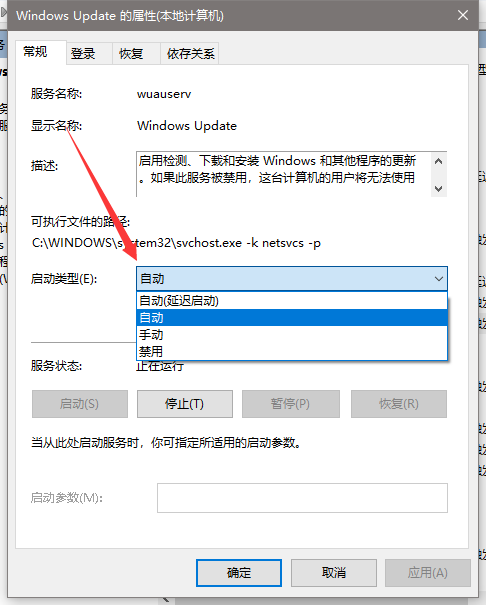 Windows Update 的属性(本地计算机)
常规 登录 恢复 依存关系
服务名称: wuauserv
显示名称: Windows Update
描述: 启用检测、下载和安装 Windows 和其他程序的更新
。如果此服务被禁用，这台计算机的用户将无法使用
可执行文件的路径:
C:\WINDOWS\system32\svchost.exe -k netsvcs -p
启动类型(E): 自动
自动(延迟启动)
自动
手动
禁用
服务状态: 正在运行
启动(S) 停止(T) 暂停(P) 恢复(R)
当从此处启动服务时，你可指定所适用的启动参数。
启动参数(M):
确定 取消 应用(A)